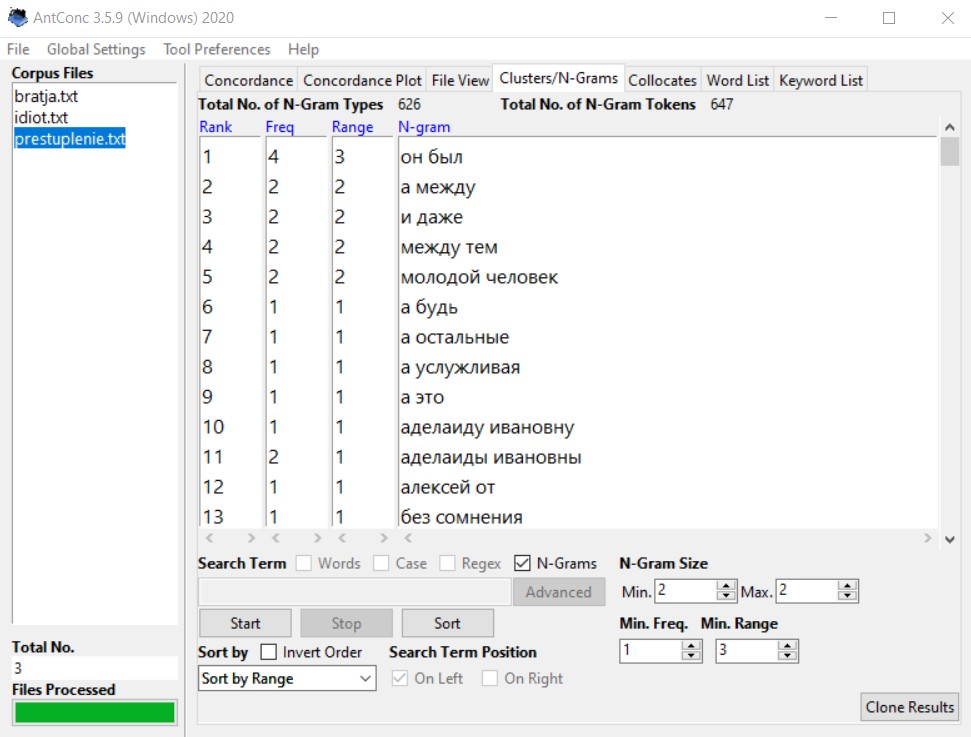 AntConc 3.5.9 (Windows) 2020
File Global Settings Tool Preferences Help
Corpus Files
bratja.txt
idiot.txt
prestuplenie.txt
Total No.
3
Files Processed
Concordance Concordance Plot File View Clusters/N-Grams Collocates Word List Keyword List
Total No. of N-Gram Types 626 Total No. of N-Gram Tokens 647
Rank Freq Range N-gram
1 4 3 он был
2 2 2 а между
3 2 2 и даже
4 2 2 между тем
5 2 2 молодой человек
6 1 1 а будь
7 1 1 а остальные
8 1 1 а услужливая
9 1 1 а это
10 1 1 аделаиду ивановну
11 2 1 аделаиды ивановны
12 1 1 алексей от
13 1 1 без сомнения
Search Term Words Case Regex N-Grams N-Gram Size
Advanced Min. 2 Max. 2
Start Stop Sort Min. Freq. Min. Range
1 3
Sort by Invert Order Search Term Position
Sort by Range On Left On Right
Clone Results